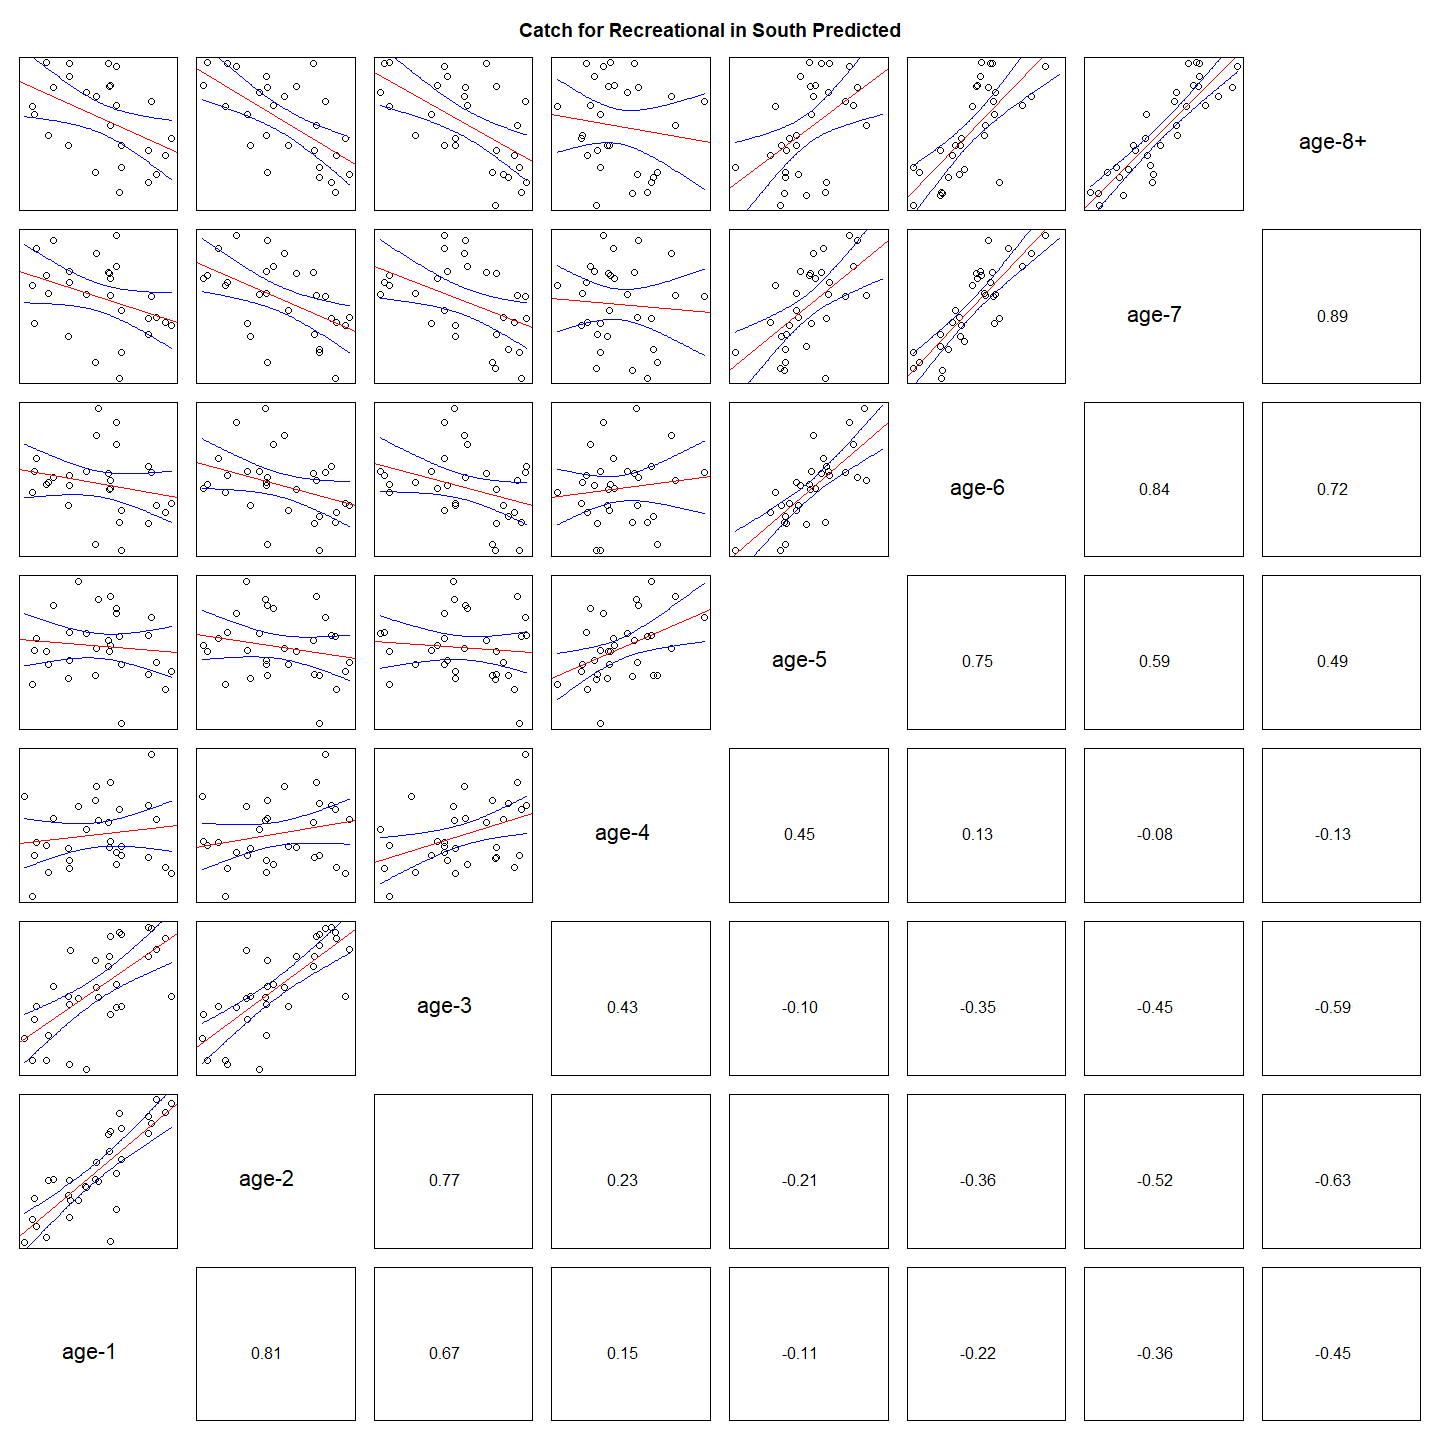 Catch for Recreational in South Predicted
age-8+
age-7 0.89
age-6 0.84 0.72
age-5 0.75 0.59 0.49
age-4 0.45 0.13 -0.08 -0.13
age-3 0.43 -0.10 -0.35 -0.45 -0.59
age-2 0.77 0.23 -0.21 -0.36 -0.52 -0.63
age-1 0.81 0.67 0.15 -0.11 -0.22 -0.36 -0.45